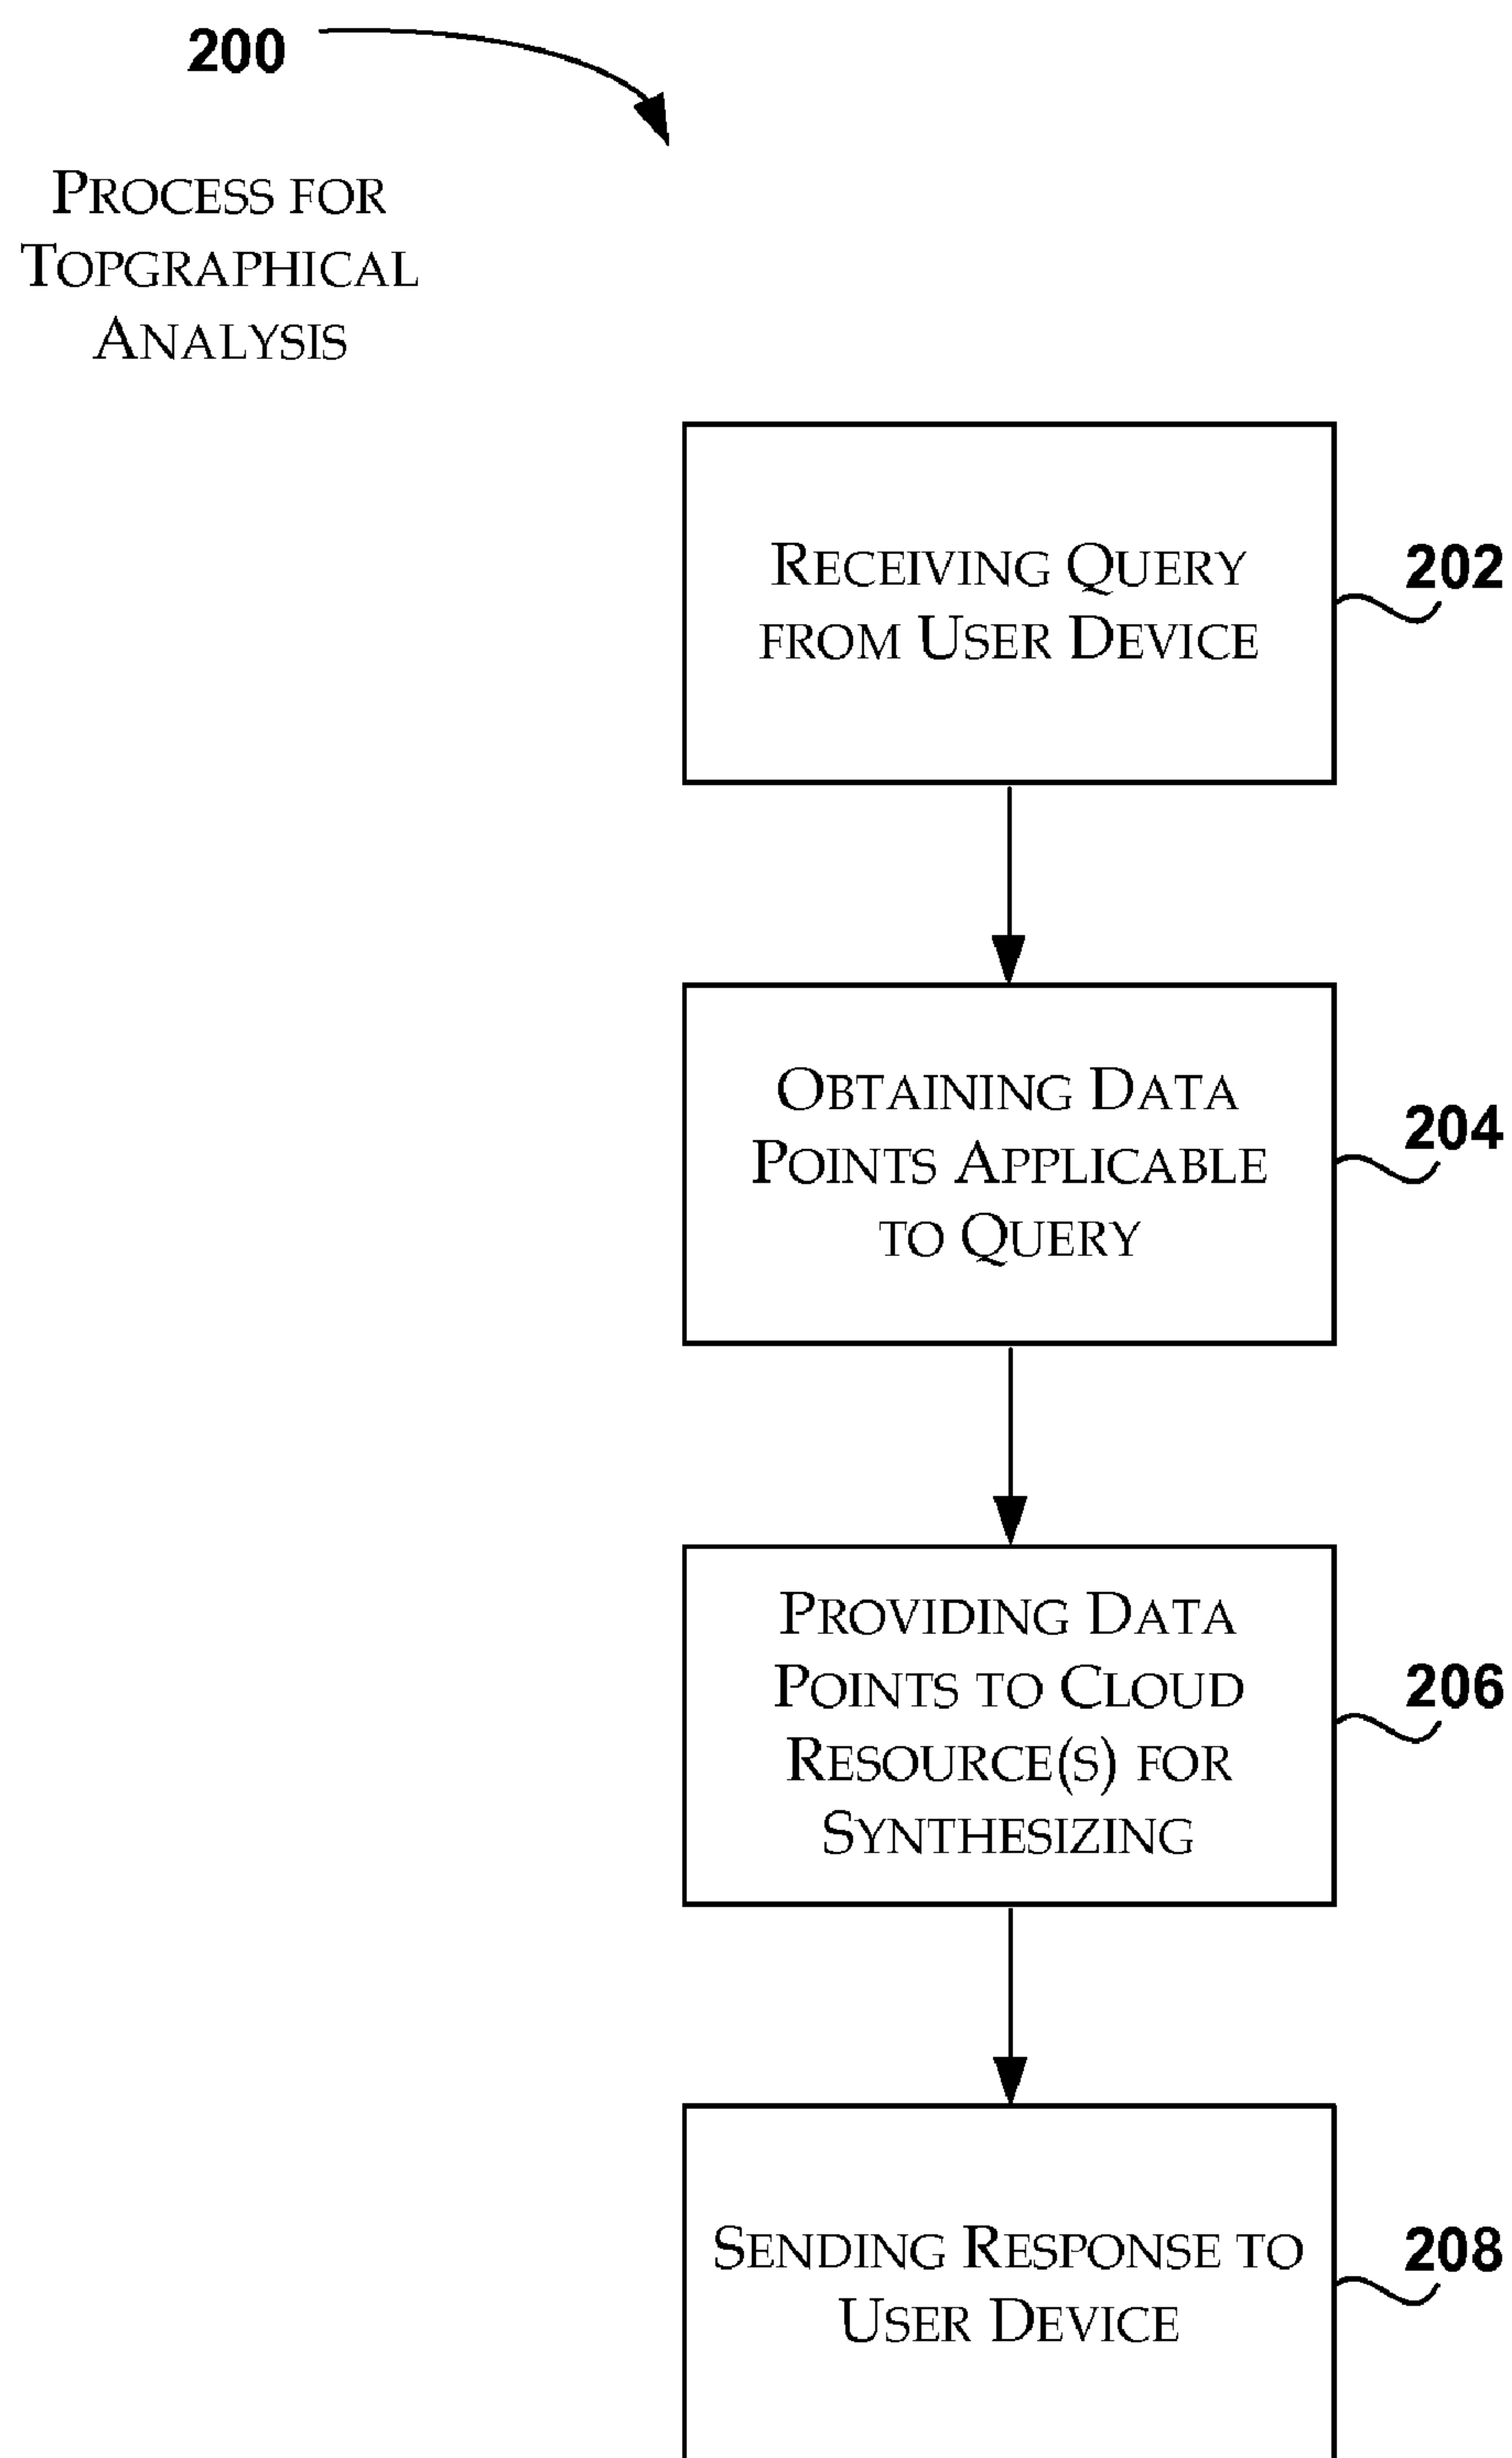 200
Process for
Topgraphical
Analysis
Receiving Query
from User Device
202
Obtaining Data
Points Applicable
to Query
204
Providing Data
Points to Cloud
Resource(s) for
Synthesizing
206
Sending Response to
User Device
208